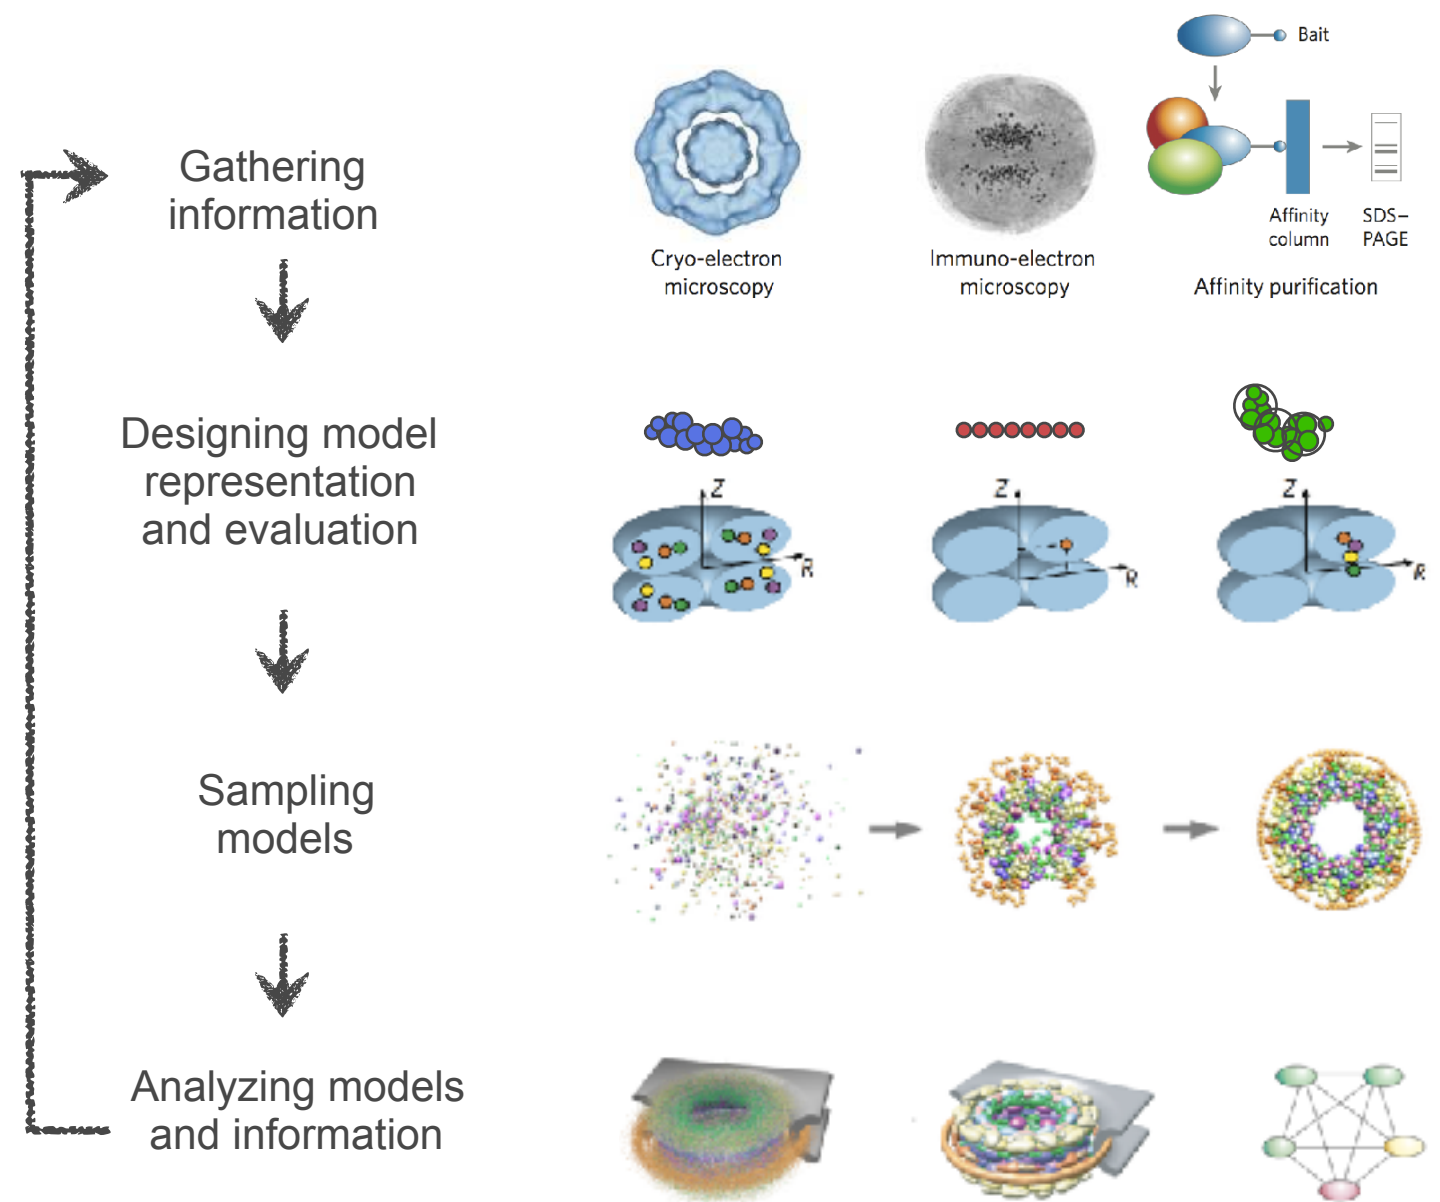 Bait
Gathering
information
Affinity
column
SDS–
PAGE
Cryo-electron
microscopy
Immuno-electron
microscopy
Affinity purification
Designing model
representation
and evaluation
Z
R
Z
R
Z
R
Sampling
models
Analyzing models
and information